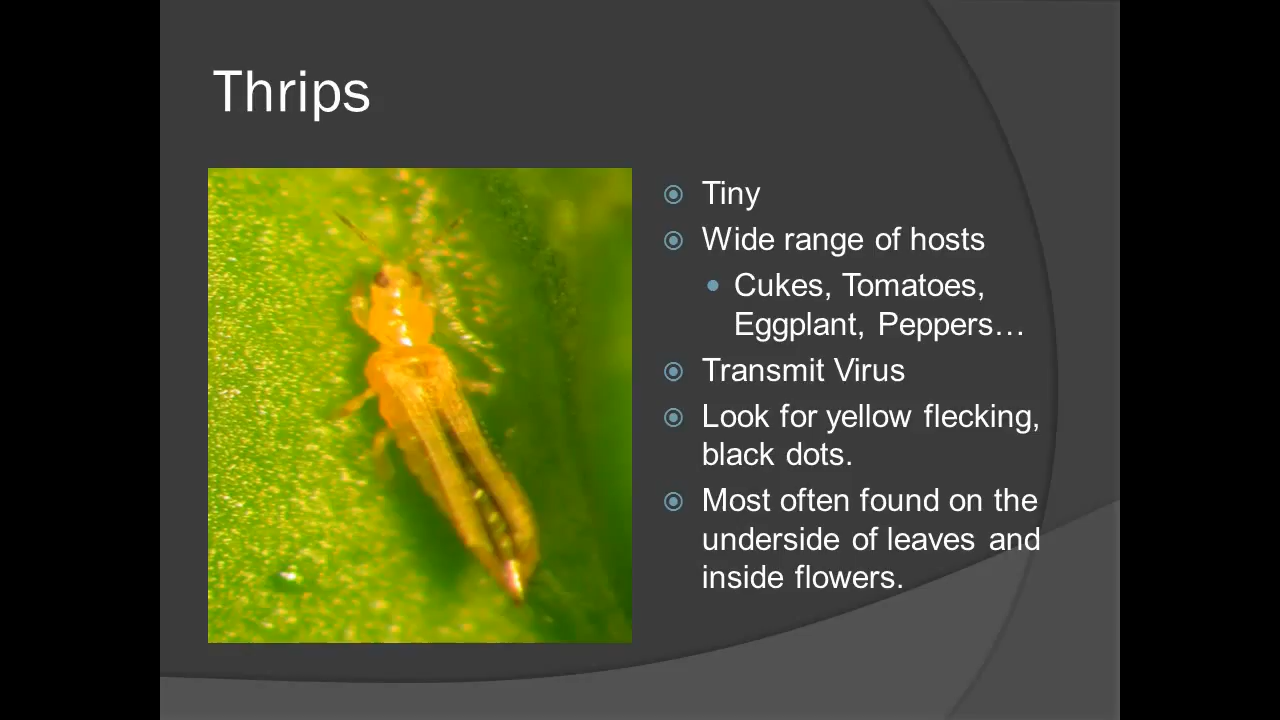 Thrips
Tiny
Wide range of hosts
Cukes, Tomatoes,
Eggplant, Peppers…
Transmit Virus
Look for yellow flecking,
black dots.
Most often found on the
underside of leaves and
inside flowers.